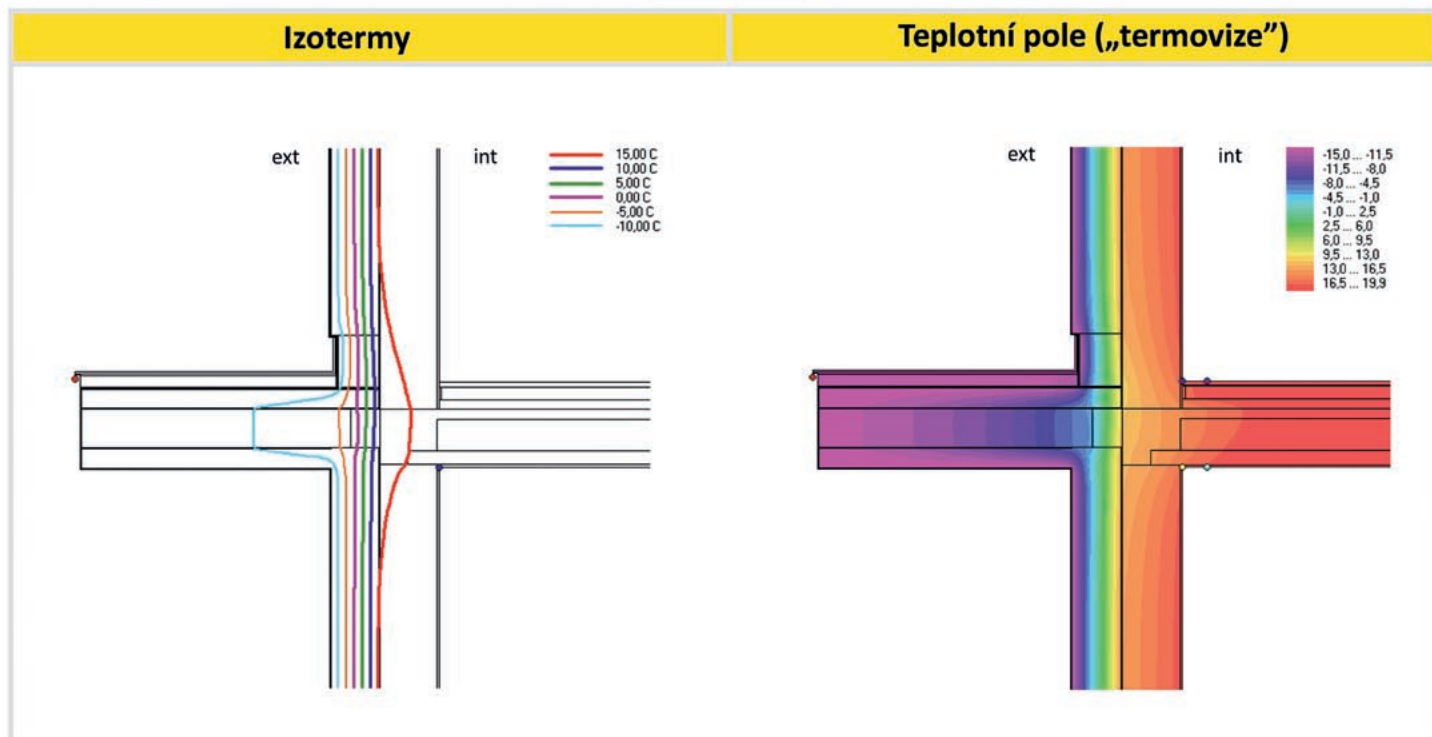 Izotermy
Teplotní pole („termovize”)
ext
int
15,00 C
10,00 C
5,00 C
0,00 C
-5,00 C
-10,00 C
ext
int
-15,0 ... -11,5
-11,5 ... -8,0
-8,0 ... -4,5
-4,5 ... -1,0
-1,0 ... 2,5
2,5 ... 6,0
6,0 ... 9,5
9,5 ... 13,0
13,0 ... 16,5
16,5 ... 19,9